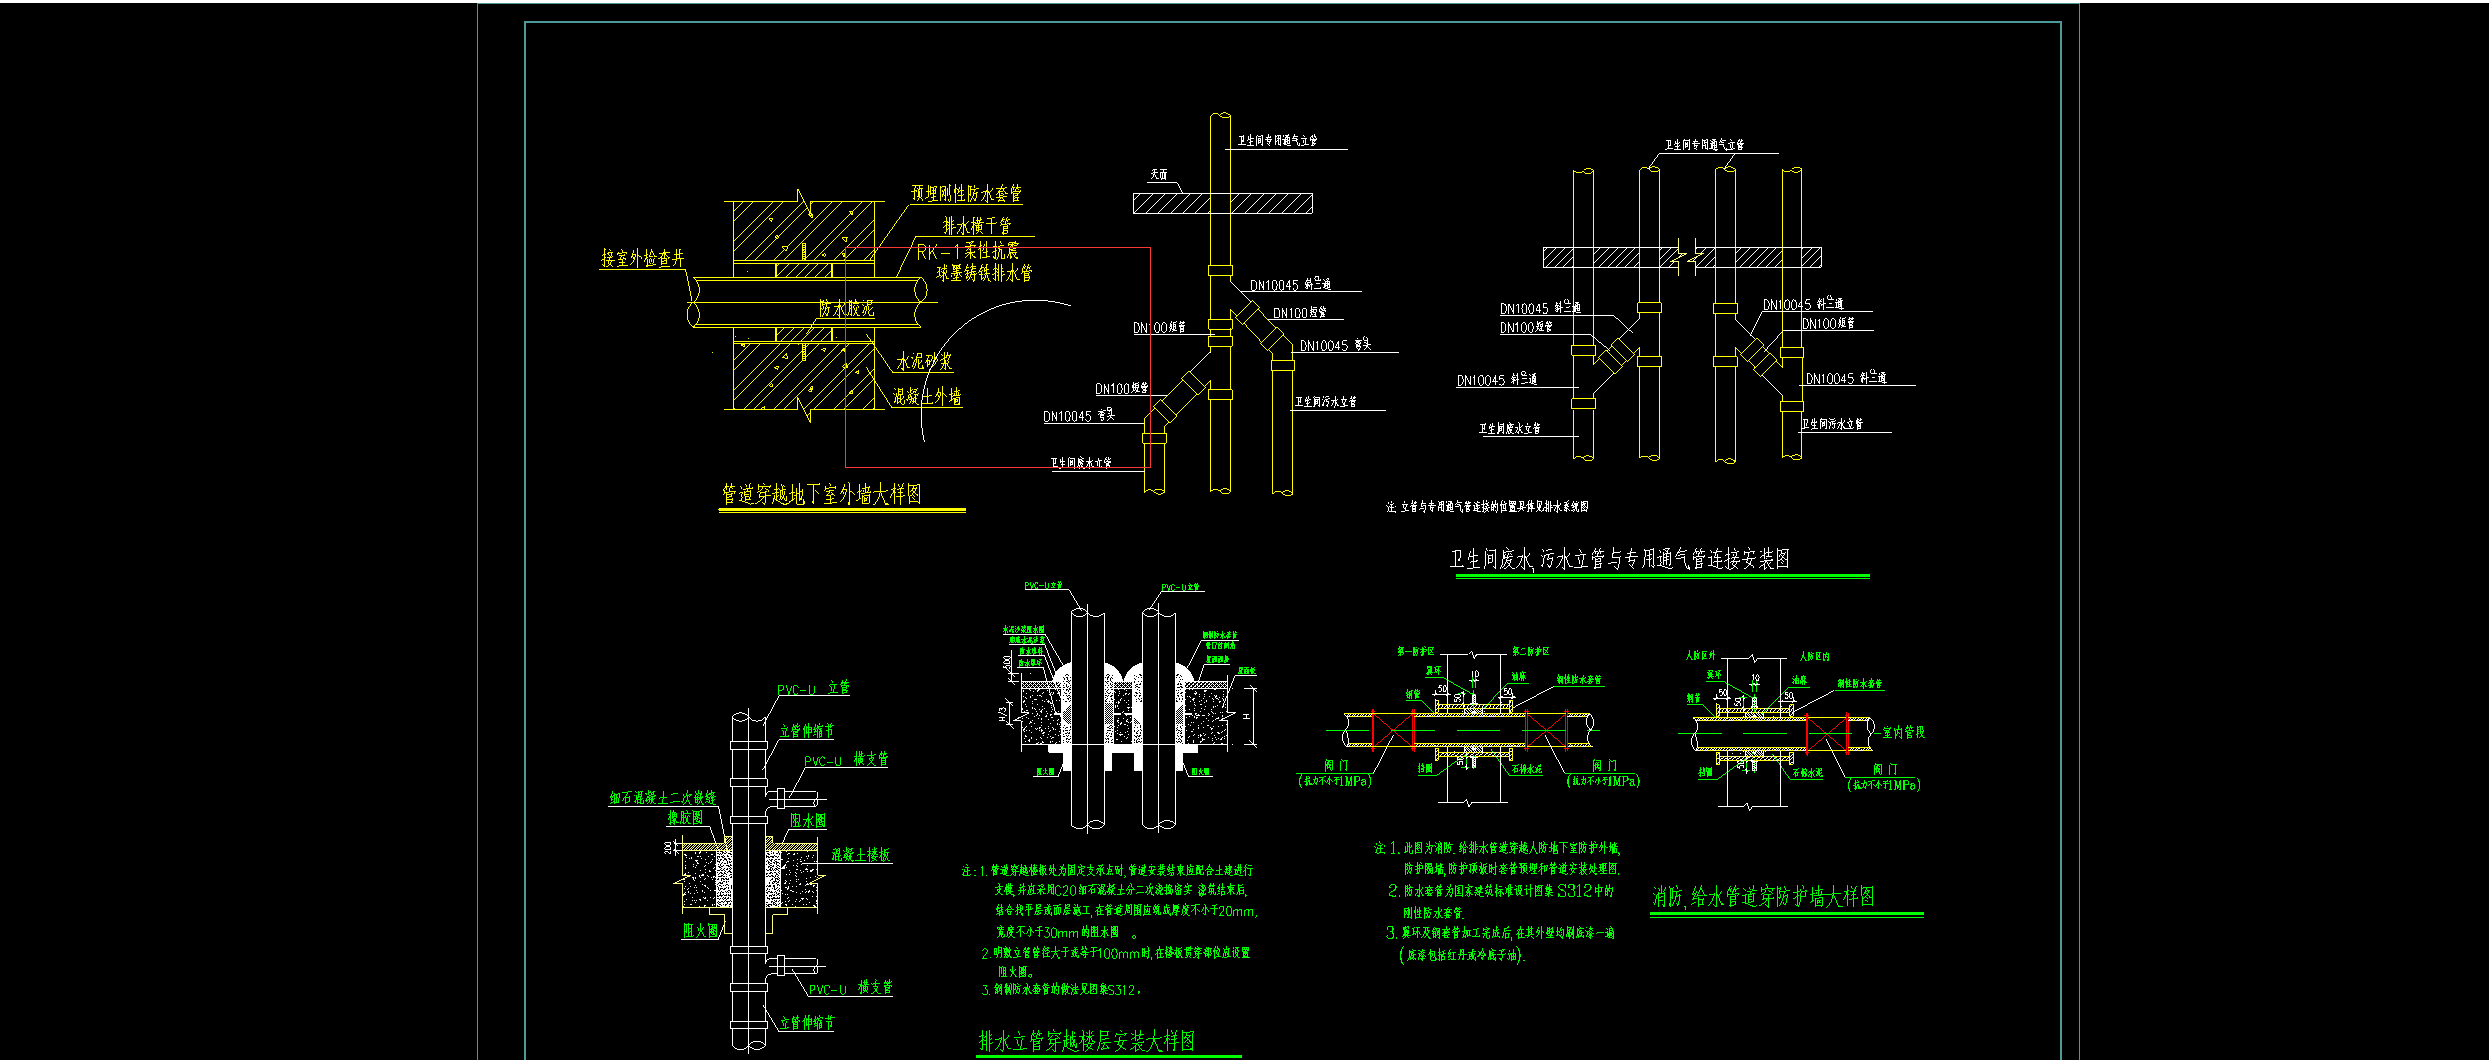 预埋刚性防水套管
排水横干管
RK-1柔性抗震
球墨铸铁排水管
接室外检查井
防水胶泥
水泥砂浆
混凝土外墙
管道穿越地下室外墙大样图
卫生间专用通气立管
天面
DN10045 斜三通
DN100短管
DN100短管
DN10045 弯头
DN100短管
DN10045 弯头
卫生间污水立管
卫生间废水立管
卫生间专用通气立管
DN10045 斜三通
DN100短管
DN10045 斜三通
DN100短管
DN10045 斜三通
DN10045 斜三通
卫生间废水立管
卫生间污水立管
注: 立管与专用通气管连接的位置具体见排水系统图
卫生间废水,污水立管与专用通气管连接安装图
PVC-U 立管
立管伸缩节
PVC-U 横支管
细石混凝土二次嵌缝
橡胶圈
阻水圈
200
混凝土楼板
阻火圈
PVC-U 横支管
立管伸缩节
PVC-U立管
PVC-U立管
H/3
H
阻火圈
阻火圈
注:1. 管道穿越楼板处为固定支承点时,管道安装结束应配合土建进行
支模,并应采用C20细石混凝土分二次浇捣密实 浇筑结束后,
结合找平层或面层施工,在管道周围应筑成厚度不小于20mm,
宽度不小于30mm的阻水圈 。
2. 明敷立管管径大于或等于100mm时,在楼板贯穿部位应设置
阻火圈。
3. 钢制防水套管的做法见图集S312。
排水立管穿越楼层安装大样图
第一防护区
第二防护区
翼环
10
油麻
刚性防水套管
钢管
50
50
50
50
挡圈
石棉水泥
阀 门
(抗力不小于1MPa)
阀 门
(抗力不小于1MPa)
人防区外
人防区内
翼环
10
油麻
刚性防水套管
钢管
50
50
50
50
室内管段
挡圈
石棉水泥
阀 门
(抗力不小于1MPa)
注: 1. 此图为消防.给排水管道穿越人防地下室防护外墙,
防护隔墙,防护顶板时套管预埋和管道安装处理图.
2. 防水套管为国家建筑标准设计图集 S312中的
刚性防水套管.
3. 翼环及钢套管加工完成后,在其外壁均刷底漆一遍
(底漆包括红丹或冷底子油).
消防,给水管道穿防护墙大样图